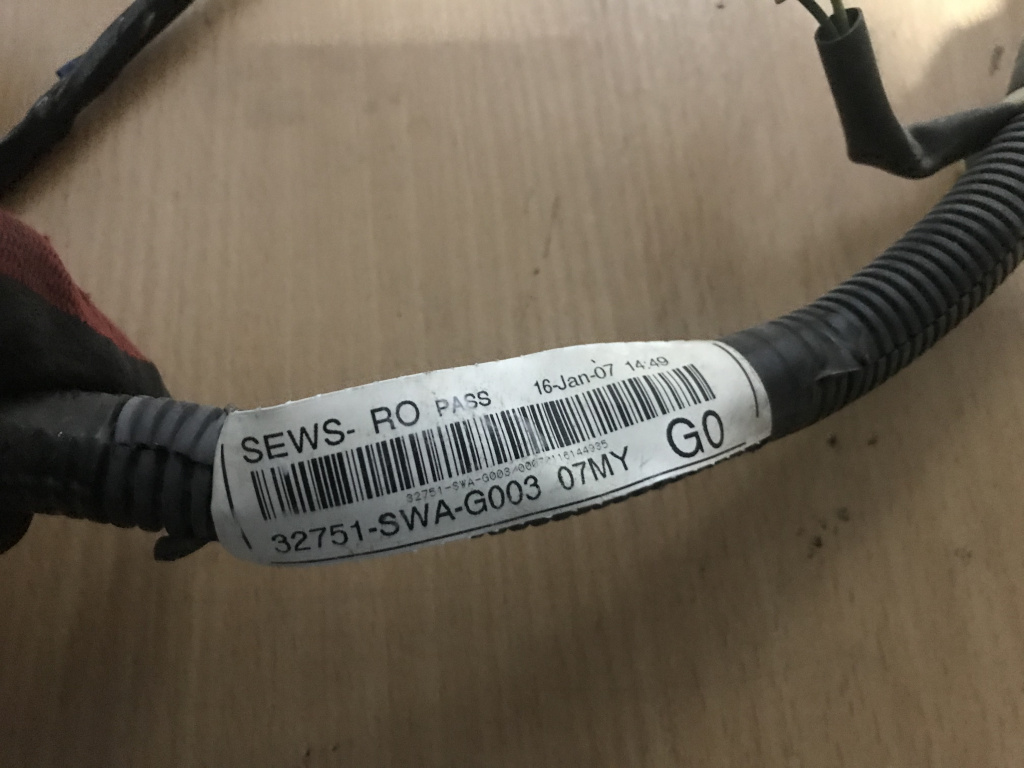 SEWS- RO PASS 16-Jan-07 14:49
32751-SWA-G003 07MY G0